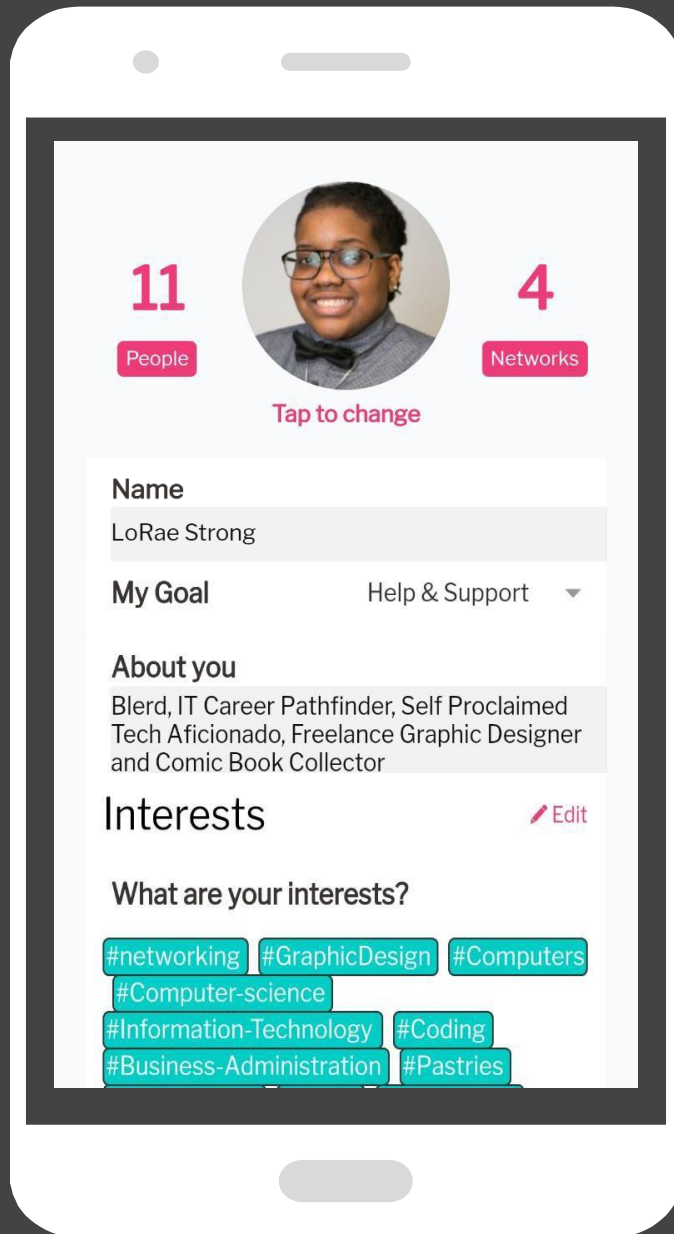 11
4
People
Networks
Tap to change
Name
LoRae Strong
My Goal Help & Support
About you
Blerd, IT Career Pathfinder, Self Proclaimed
Tech Aficionado, Freelance Graphic Designer
and Comic Book Collector
Interests Edit
What are your interests?
#networking #GraphicDesign #Computers
#Computer-science
#Information-Technology #Coding
#Business-Administration #Pastries